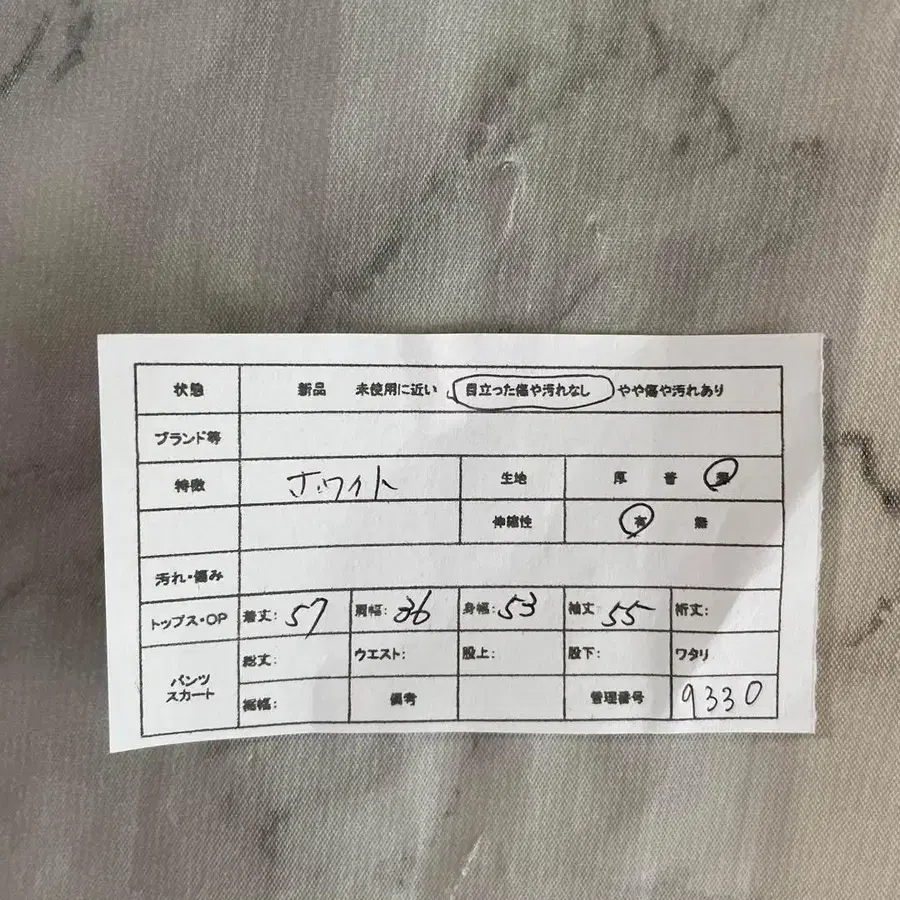 状態 新品 未使用に近い 目立った傷や汚れなし やや傷や汚れあり
ブランド等
特徴 ホワイト 生地 厚 普 薄
伸縮性 有 無
汚れ・傷み
トップス・OP 着丈: 57 肩幅: 36 身幅: 53 袖丈 55 裄丈:
パンツ スカート 総丈: ウエスト: 股上: 股下: ワタリ
裾幅: 備考 管理番号 9330